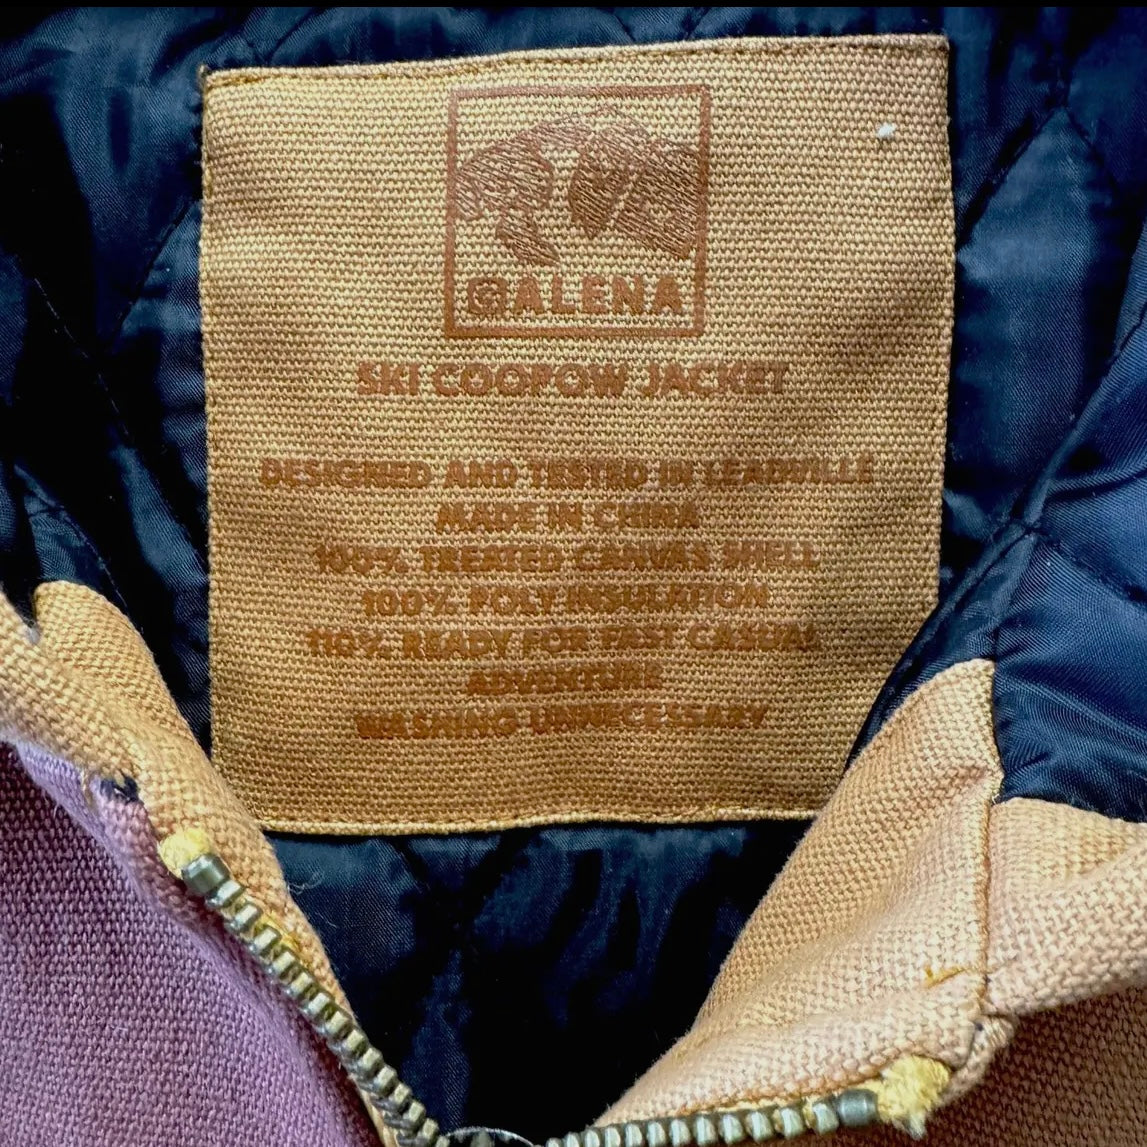 GALENA
SKI COOPOW JACKET
DESIGNED AND TESTED IN LEADVILLE
MADE IN CHINA
100% TREATED CANVAS SHELL
100% POLY INSULATION
110% READY FOR FAST CASUAL
ADVENTURE
WASHING UNNECESSARY